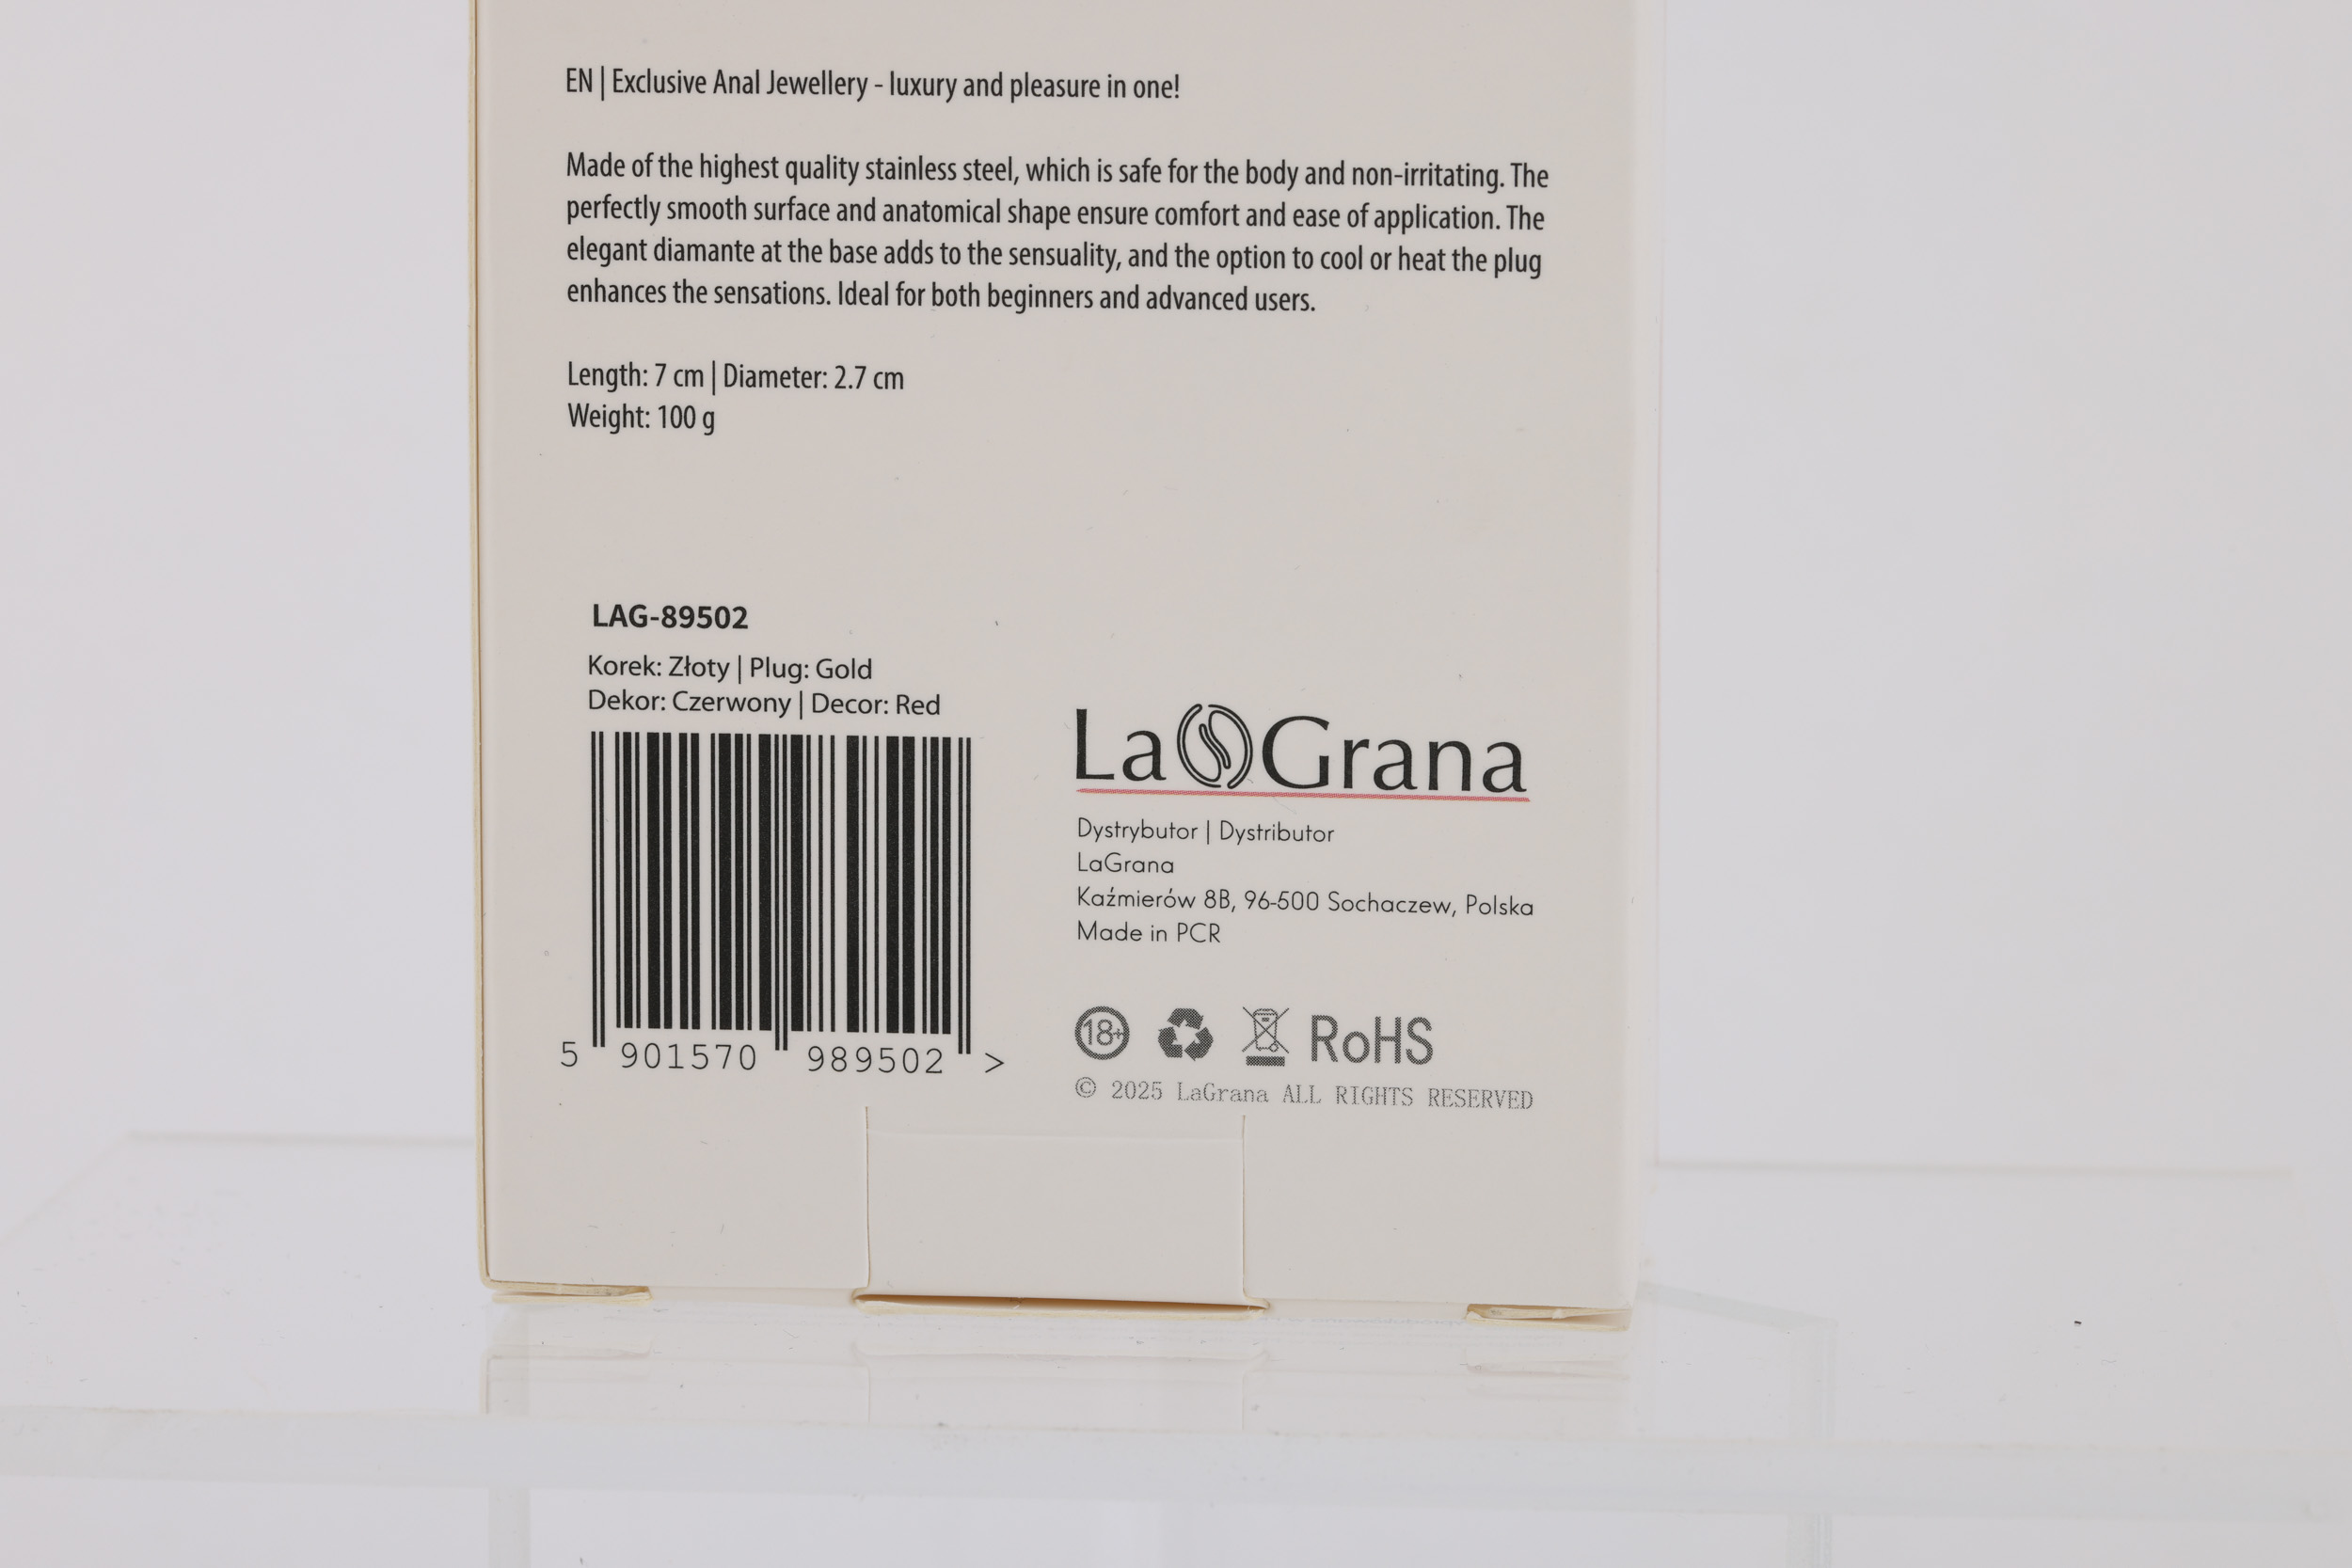 EN | Exclusive Anal Jewellery - luxury and pleasure in one!
Made of the highest quality stainless steel, which is safe for the body and non-irritating. The
perfectly smooth surface and anatomical shape ensure comfort and ease of application. The
elegant diamante at the base adds to the sensuality, and the option to cool or heat the plug
enhances the sensations. Ideal for both beginners and advanced users.
Length: 7 cm | Diameter: 2.7 cm
Weight: 100 g
LAG-89502
Korek: Złoty | Plug: Gold
Dekor: Czerwony | Decor: Red
5 901570 989502 >
La Grana
Dystrybutor | Dystributor
LaGrana
Kaźmierów 8B, 96-500 Sochaczew, Polska
Made in PCR
18+ RoHS
© 2025 LaGrana ALL RIGHTS RESERVED